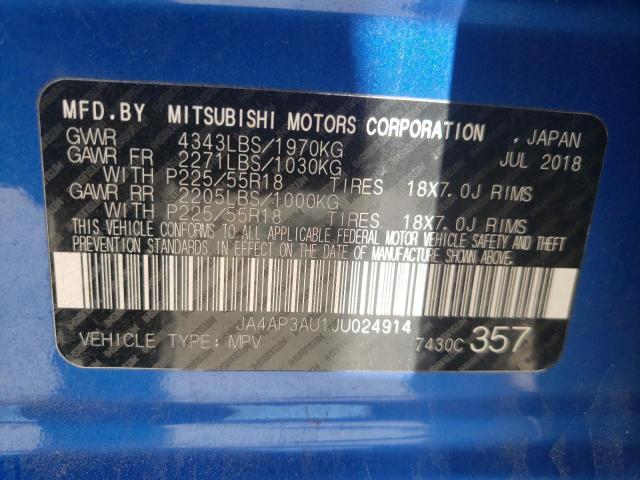 MFD.BY MITSUBISHI MOTORS CORPORATION , JAPAN
GVWR 4343LBS/1970KG JUL 2018
GAWR FR 2271LBS/1030KG
WITH P225/55R18 TIRES 18X7.0J RIMS
GAWR RR 2205LBS/1000KG
WITH P225/55R18 TIRES 18X7.0J RIMS
THIS VEHICLE CONFORMS TO ALL APPLICABLE FEDERAL MOTOR VEHICLE SAFETY AND THEFT
PREVENTION STANDARDS IN EFFECT ON THE DATE OF MANUFACTURE SHOWN ABOVE.
JA4AP3AU1JU024914
VEHICLE TYPE: MPV 7430C 357